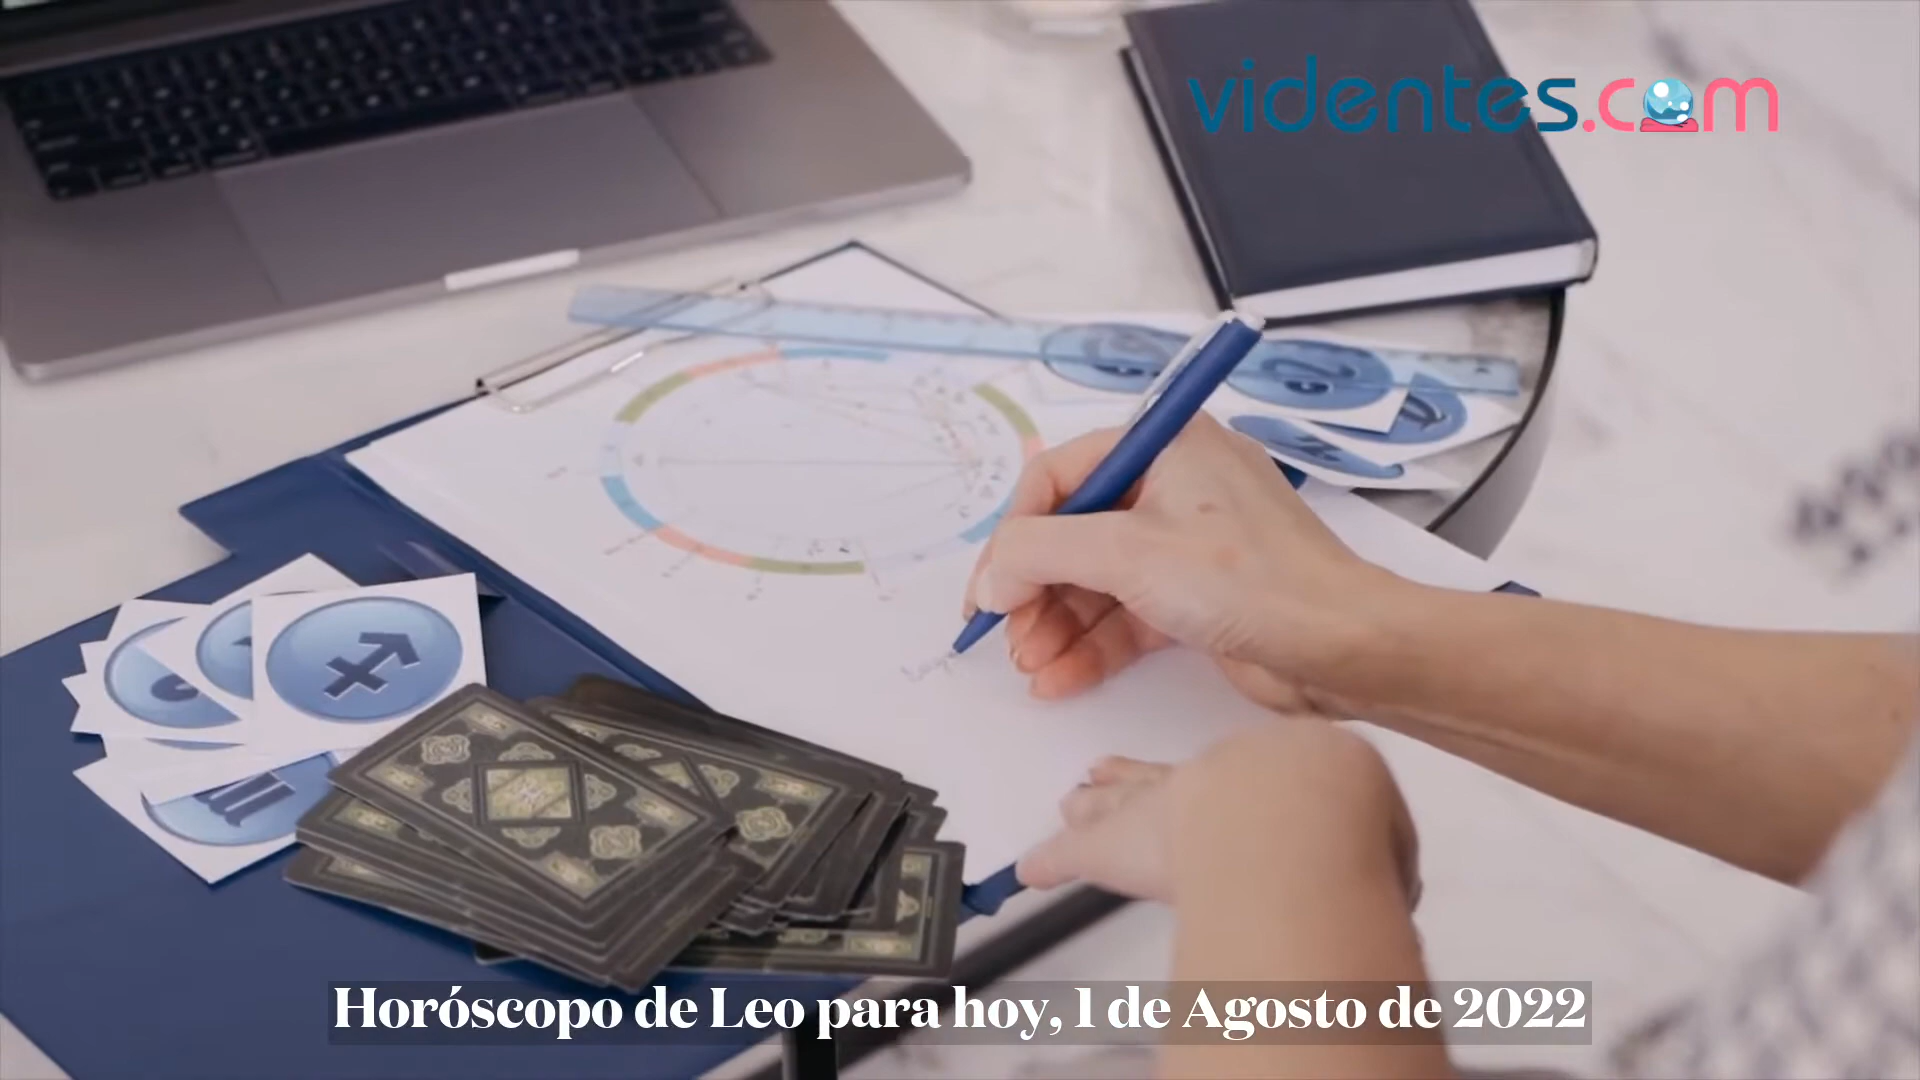 videntes.com
Horóscopo de Leo para hoy, 1 de Agosto de 2022